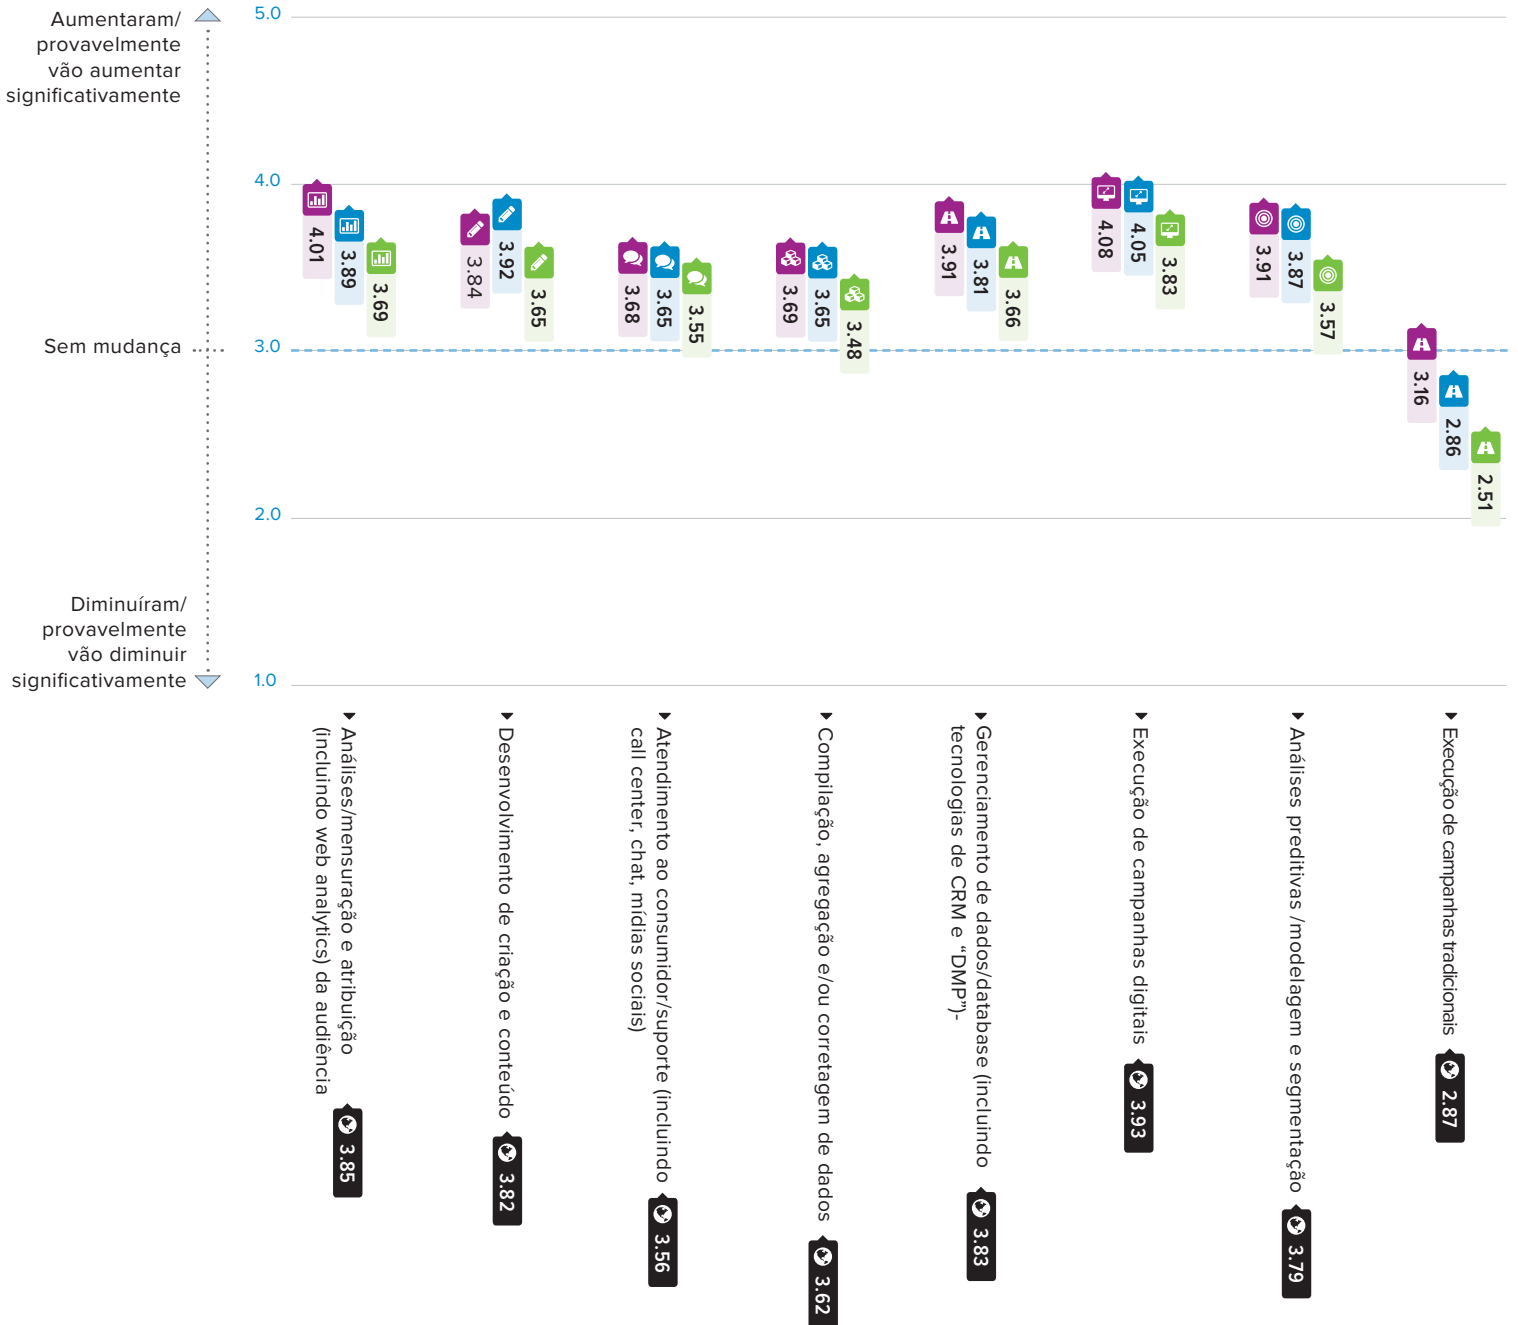 Aumentaram/
provavelmente
vão aumentar
significativamente
Sem mudança
Diminuíram/
provavelmente
vão diminuir
significativamente
5.0
4.0
3.0
2.0
1.0
4.01
3.89
3.69
3.84
3.92
3.65
3.68
3.65
3.55
3.69
3.65
3.48
3.91
3.81
3.66
4.08
4.05
3.83
3.91
3.87
3.57
3.16
2.86
2.51
Análises/mensuração e atribuição
(incluindo web analytics) da audiência
3.85
Desenvolvimento de criação e conteúdo
3.82
Atendimento ao consumidor/suporte (incluindo
call center, chat, mídias sociais)
3.56
Compilação, agregação e/ou corretagem de dados
3.62
Gerenciamento de dados/database (incluindo
tecnologias de CRM e “DMP”)-
3.83
Execução de campanhas digitais
3.93
Análises preditivas /modelagem e segmentação
3.79
Execução de campanhas tradicionais
2.87